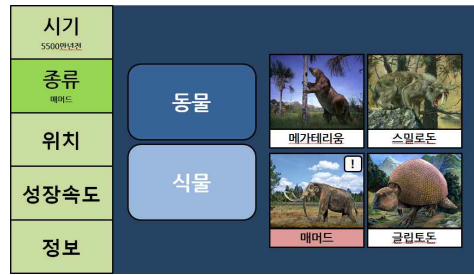 시기
5500만년전
종류
매머드
위치
성장속도
정보
동물
식물
메가테리움
스밀로돈
!
매머드
글립토돈